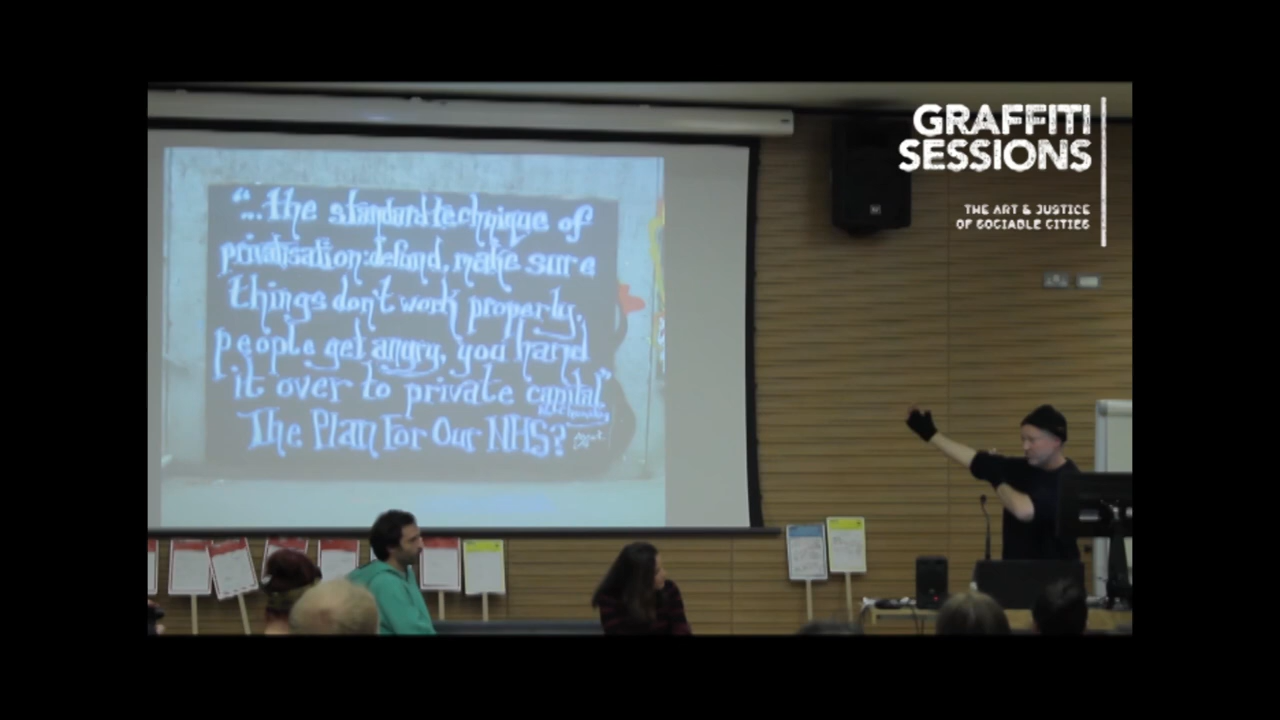 GRAFFITI
SESSIONS
THE ART & JUSTICE
OF SOCIABLE CITIES
"...the standard technique of
privatisation: defund, make sure
things don't work properly,
people get angry, you hand
it over to private capital"
The Plan For Our NHS?